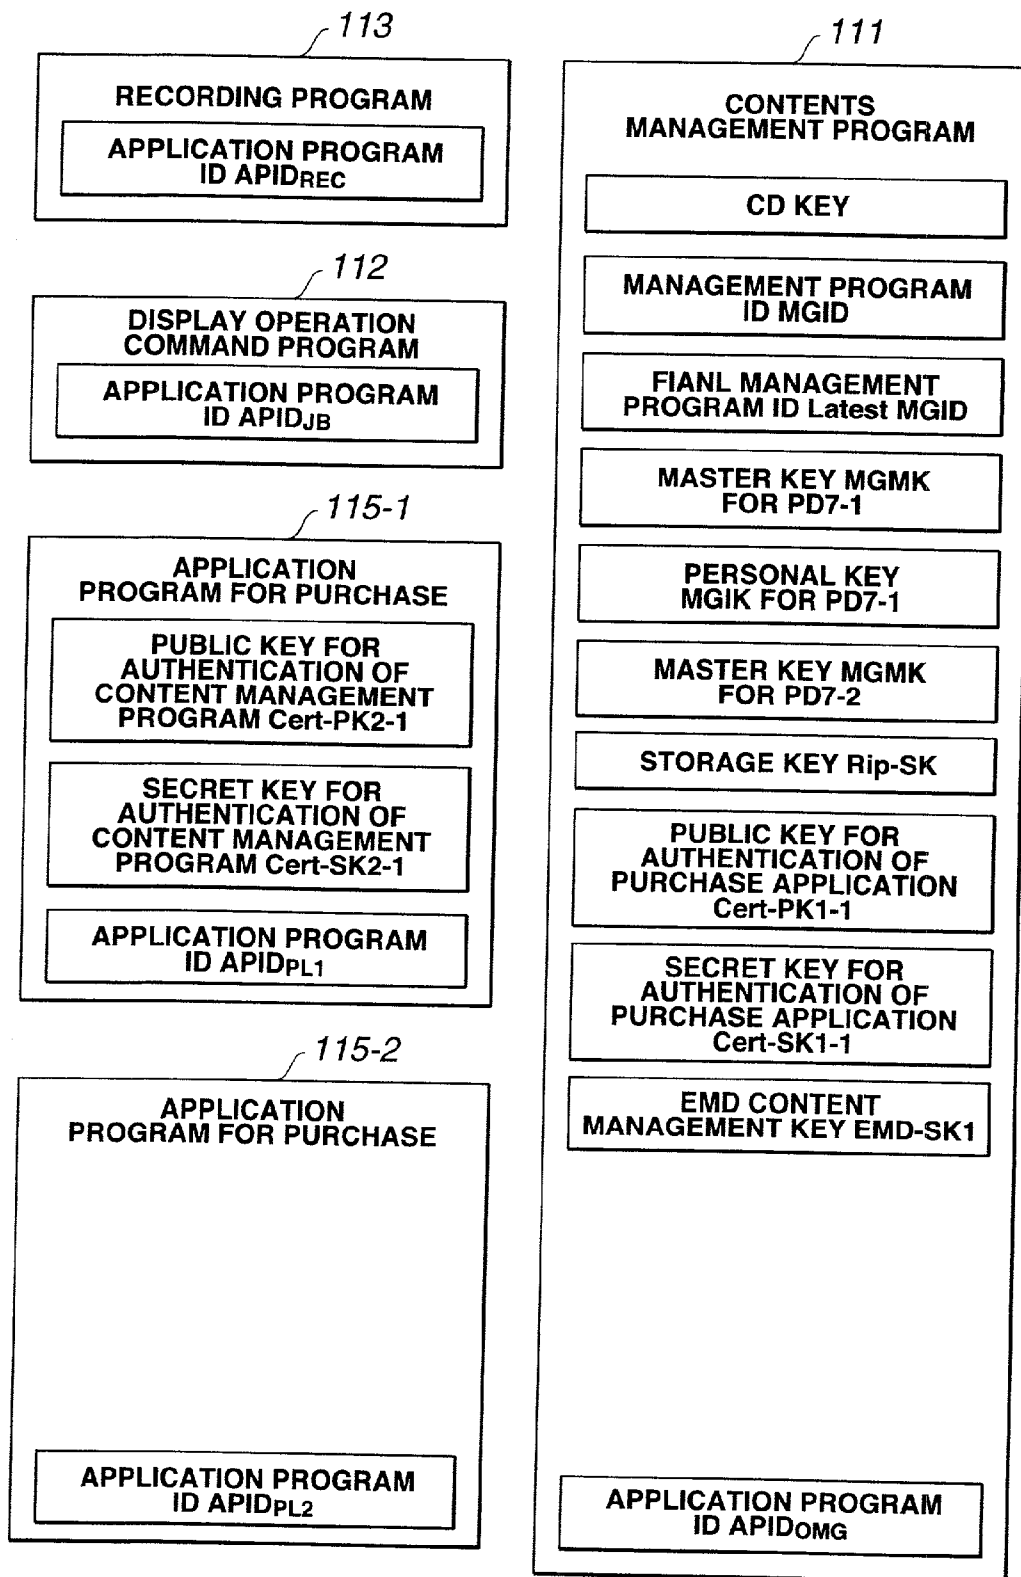 113
RECORDING PROGRAM
APPLICATION PROGRAM
ID APIDREC
112
DISPLAY OPERATION
COMMAND PROGRAM
APPLICATION PROGRAM
ID APIDJB
115-1
APPLICATION
PROGRAM FOR PURCHASE
PUBLIC KEY FOR
AUTHENTICATION OF
CONTENT MANAGEMENT
PROGRAM Cert-PK2-1
SECRET KEY FOR
AUTHENTICATION OF
CONTENT MANAGEMENT
PROGRAM Cert-SK2-1
APPLICATION PROGRAM
ID APIDPL1
115-2
APPLICATION
PROGRAM FOR PURCHASE
APPLICATION PROGRAM
ID APIDPL2
111
CONTENTS
MANAGEMENT PROGRAM
CD KEY
MANAGEMENT PROGRAM
ID MGID
FIANL MANAGEMENT
PROGRAM ID Latest MGID
MASTER KEY MGMK
FOR PD7-1
PERSONAL KEY
MGIK FOR PD7-1
MASTER KEY MGMK
FOR PD7-2
STORAGE KEY Rip-SK
PUBLIC KEY FOR
AUTHENTICATION OF
PURCHASE APPLICATION
Cert-PK1-1
SECRET KEY FOR
AUTHENTICATION OF
PURCHASE APPLICATION
Cert-SK1-1
EMD CONTENT
MANAGEMENT KEY EMD-SK1
APPLICATION PROGRAM
ID APIDOMG